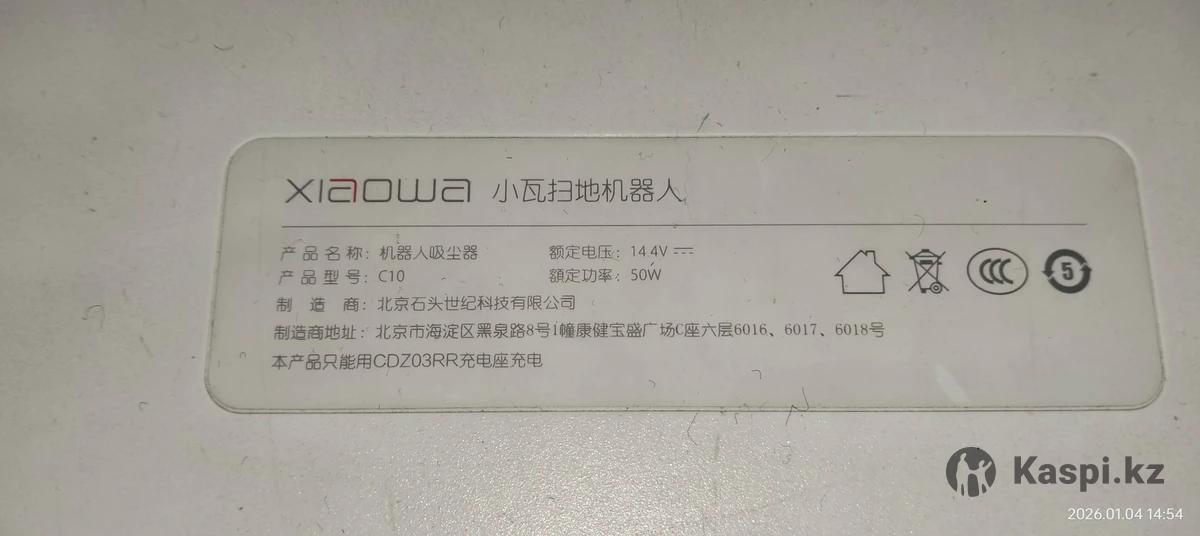 xiaowa 小瓦扫地机器人
产品名称：机器人吸尘器 额定电压：14.4V
产品型号：C10 額定功率：50W
制造商：北京石头世纪科技有限公司
制造商地址：北京市海淀区黑泉路8号1幢康健宝盛广场C座六层6016、6017、6018号
本产品只能用CDZ03RR充电座充电
CCC
5
Kaspi.kz
2026.01.04 14:54